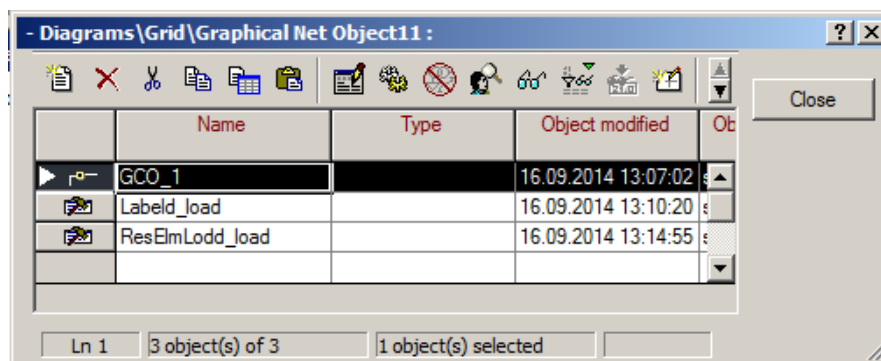 - Diagrams\Grid\Graphical Net Object11 :
Close
Name Type Object modified Ob
GCO_1 16.09.2014 13:07:02 s
Labeld_load 16.09.2014 13:10:20 s
ResElmLodd_load 16.09.2014 13:14:55 s
Ln 1 3 object(s) of 3 1 object(s) selected